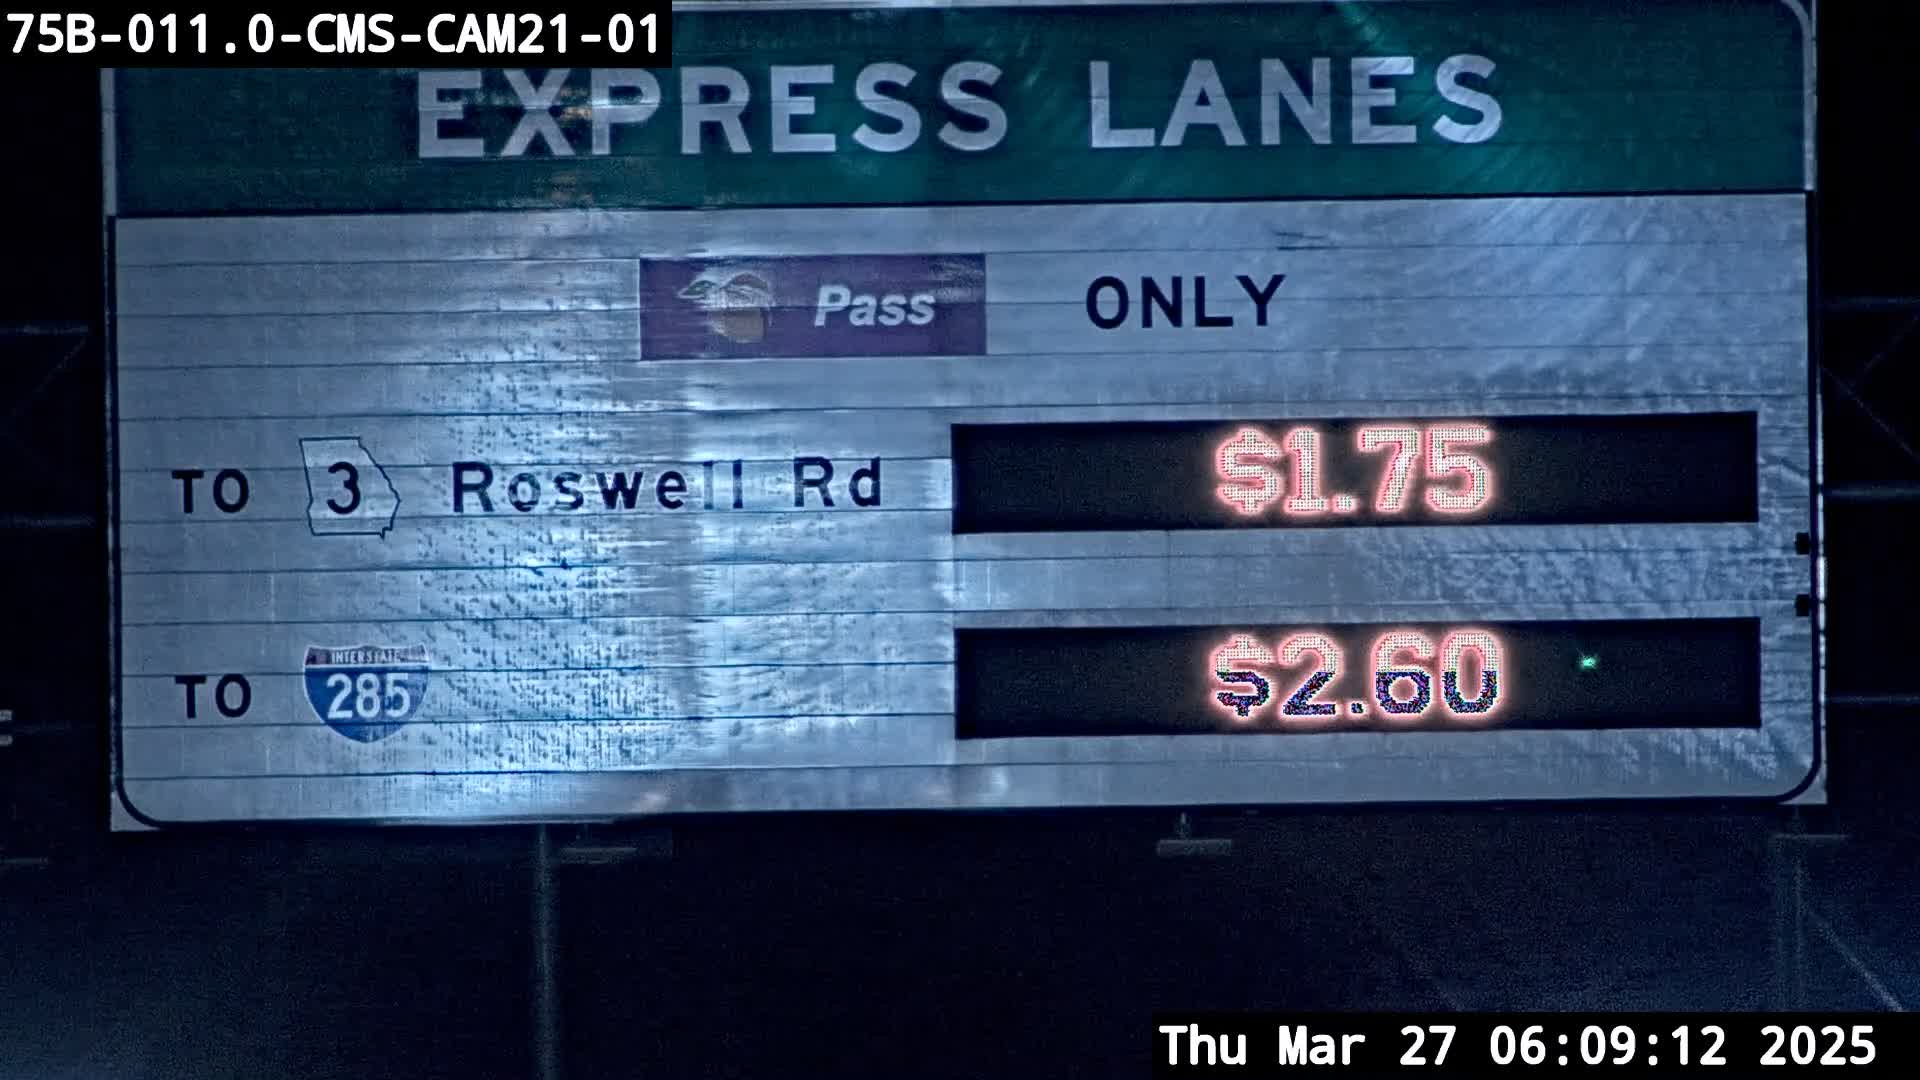 75B-011.0-CMS-CAM21-01
EXPRESS LANES
Pass ONLY
TO 3 Roswell Rd $1.75
TO INTERSTATE 285 $2.60
Thu Mar 27 06:09:12 2025